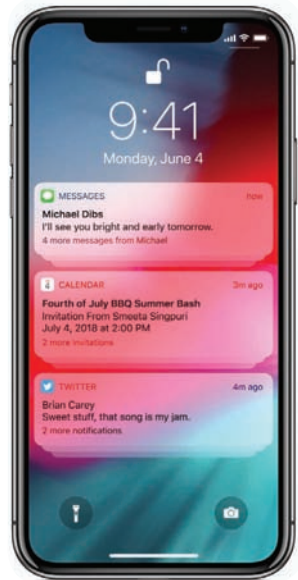 9:41
Monday, June 4
MESSAGES now
Michael Dibs
I'll see you bright and early tomorrow.
4 more messages from Michael
CALENDAR 3m ago
Fourth of July BBQ Summer Bash
Invitation From Smeeta Singpuri
July 4, 2018 at 2:00 PM
2 more invitations
TWITTER 4m ago
Brian Carey
Sweet stuff, that song is my jam.
2 more notifications